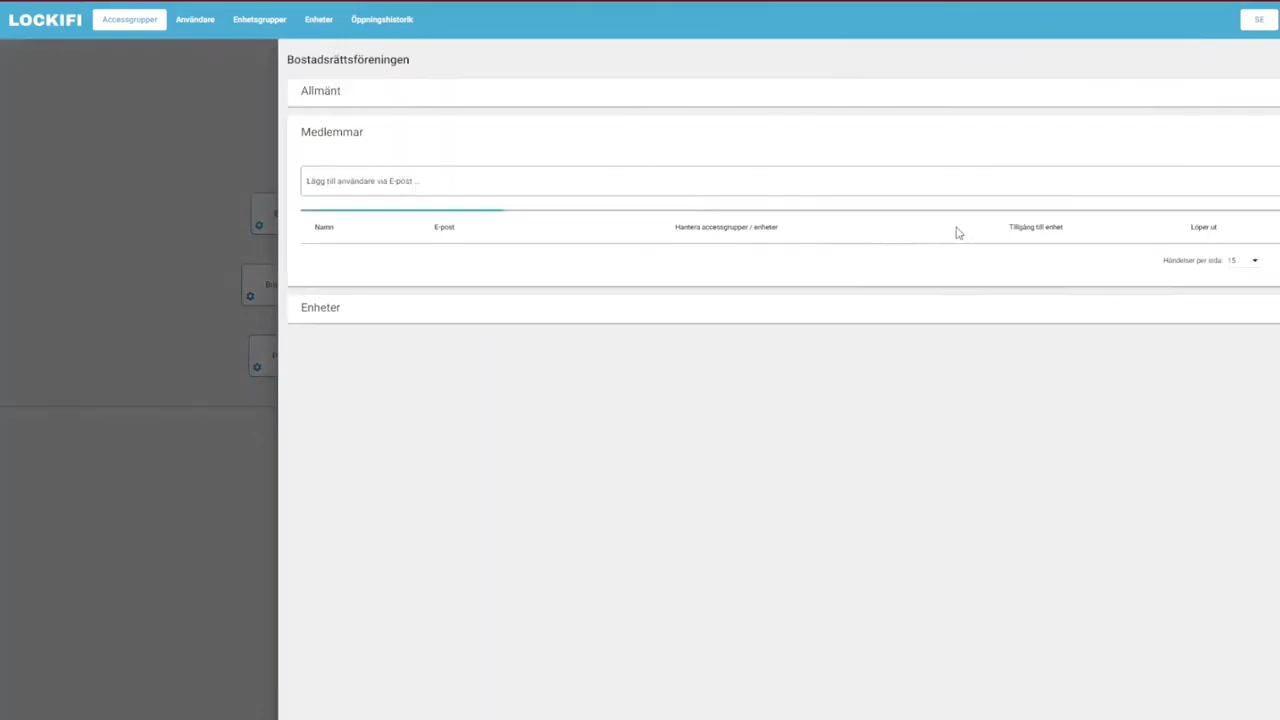 LOCKIFI Accessgrupper Användare Enhetsgrupper Enheter Öppningshistorik SE
Bostadsrättsföreningen
Allmänt
Medlemmar
Lägg till användare via E-post ...
Namn E-post Hantera accessgrupper / enheter Tillgång till enhet Löper ut
Händelser per sida: 15
Enheter